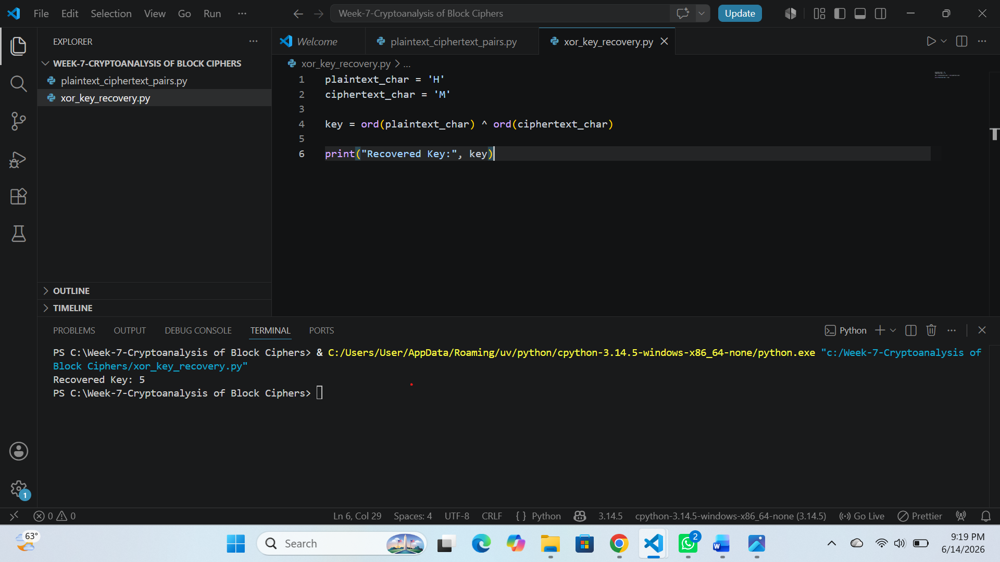 File Edit Selection View Go Run ···
Week-7-Cryptoanalysis of Block Ciphers
Update
EXPLORER
WEEK-7-CRYPTOANALYSIS OF BLOCK CIPHERS
plaintext_ciphertext_pairs.py
xor_key_recovery.py
OUTLINE
TIMELINE
Welcome
plaintext_ciphertext_pairs.py
xor_key_recovery.py
xor_key_recovery.py > ...
1 plaintext_char = 'H'
2 ciphertext_char = 'M'
3
4 key = ord(plaintext_char) ^ ord(ciphertext_char)
5
6 print("Recovered Key:", key)
PROBLEMS OUTPUT DEBUG CONSOLE TERMINAL PORTS
Python
PS C:\Week-7-Cryptoanalysis of Block Ciphers> & C:/Users/User/AppData/Roaming/uv/python/cpython-3.14.5-windows-x86_64-none/python.exe "c:/Week-7-Cryptoanalysis of
Block Ciphers/xor_key_recovery.py"
Recovered Key: 5
PS C:\Week-7-Cryptoanalysis of Block Ciphers>
1
0 0
Ln 6, Col 29 Spaces: 4 UTF-8 CRLF { } Python 3.14.5 cpython-3.14.5-windows-x86_64-none (3.14.5) Go Live Prettier
63°
Search
2
W
9:19 PM
6/14/2026